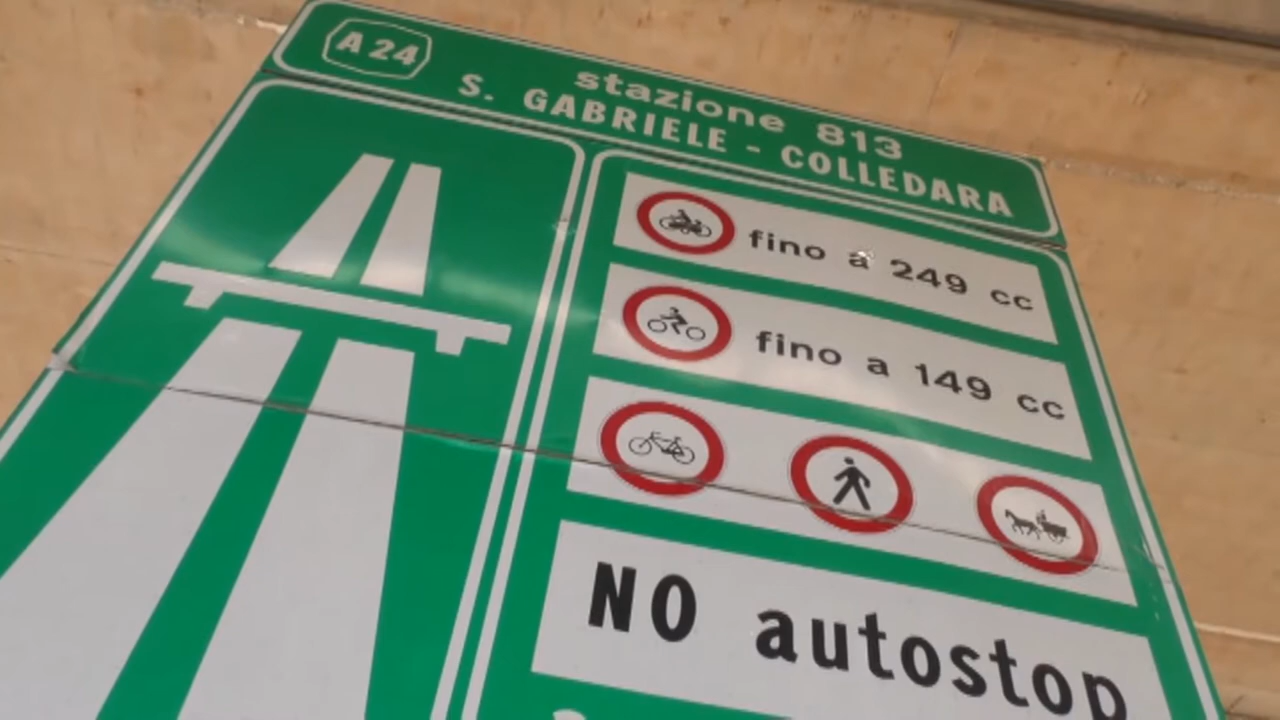 A 24
stazione 813
S. GABRIELE - COLLEDARA
fino a 249 cc
fino a 149 cc
NO autostop